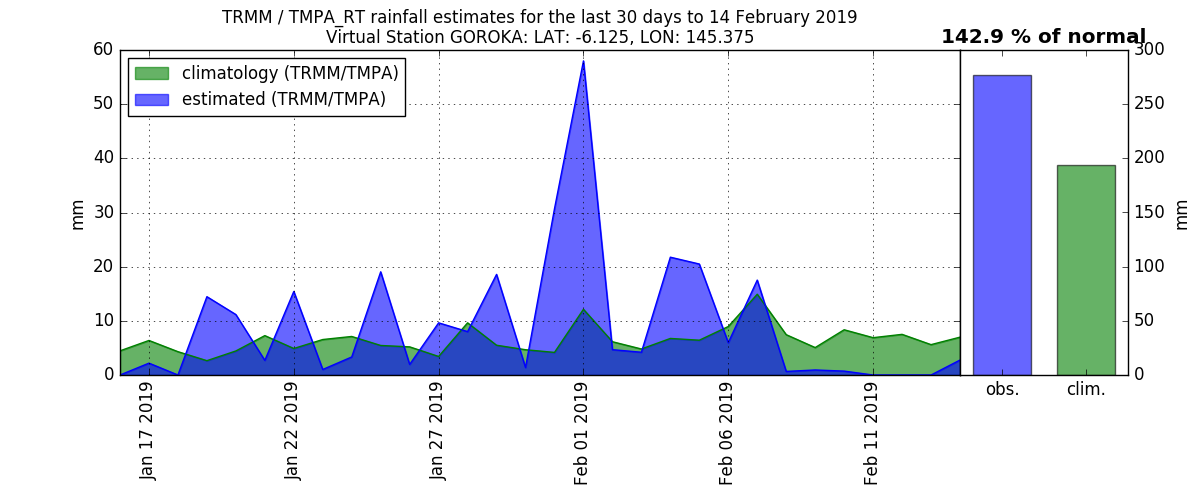 TRMM / TMPA_RT rainfall estimates for the last 30 days to 14 February 2019
Virtual Station GOROKA: LAT: -6.125, LON: 145.375
142.9 % of normal
climatology (TRMM/TMPA)
estimated (TRMM/TMPA)
60
50
40
30
20
10
0
mm
Jan 17 2019
Jan 22 2019
Jan 27 2019
Feb 01 2019
Feb 06 2019
Feb 11 2019
300
250
200
150
100
50
0
mm
obs.
clim.